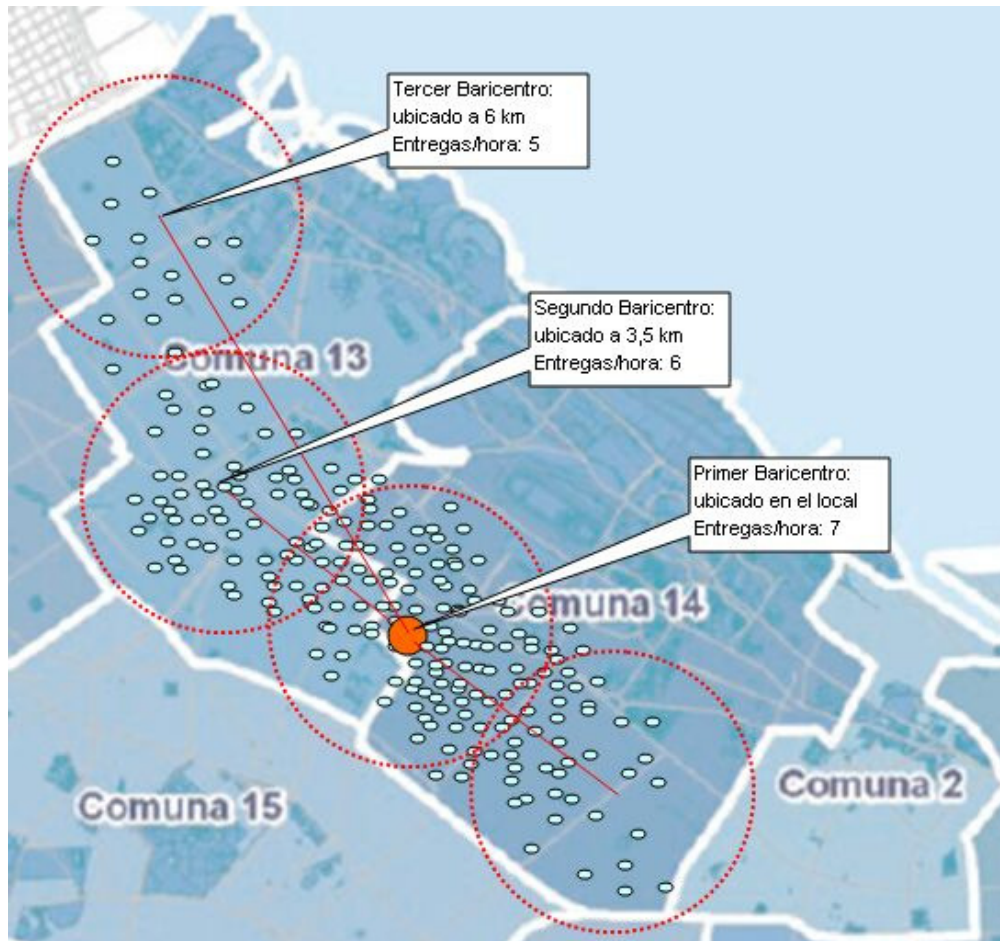 Tercer Baricentro:
ubicado a 6 km
Entregas/hora: 5
Segundo Baricentro:
ubicado a 3,5 km
Entregas/hora: 6
Comuna 13
Primer Baricentro:
ubicado en el local
Entregas/hora: 7
Comuna 14
Comuna 2
Comuna 15